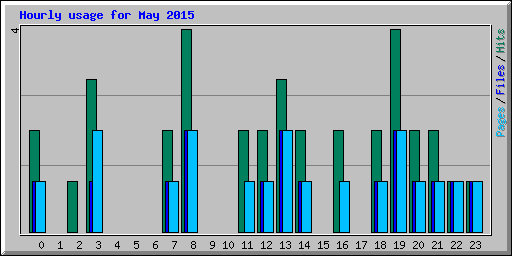 Hourly usage for May 2015
4
Pages / Files / Hits
0 1 2 3 4 5 6 7 8 9 10 11 12 13 14 15 16 17 18 19 20 21 22 23